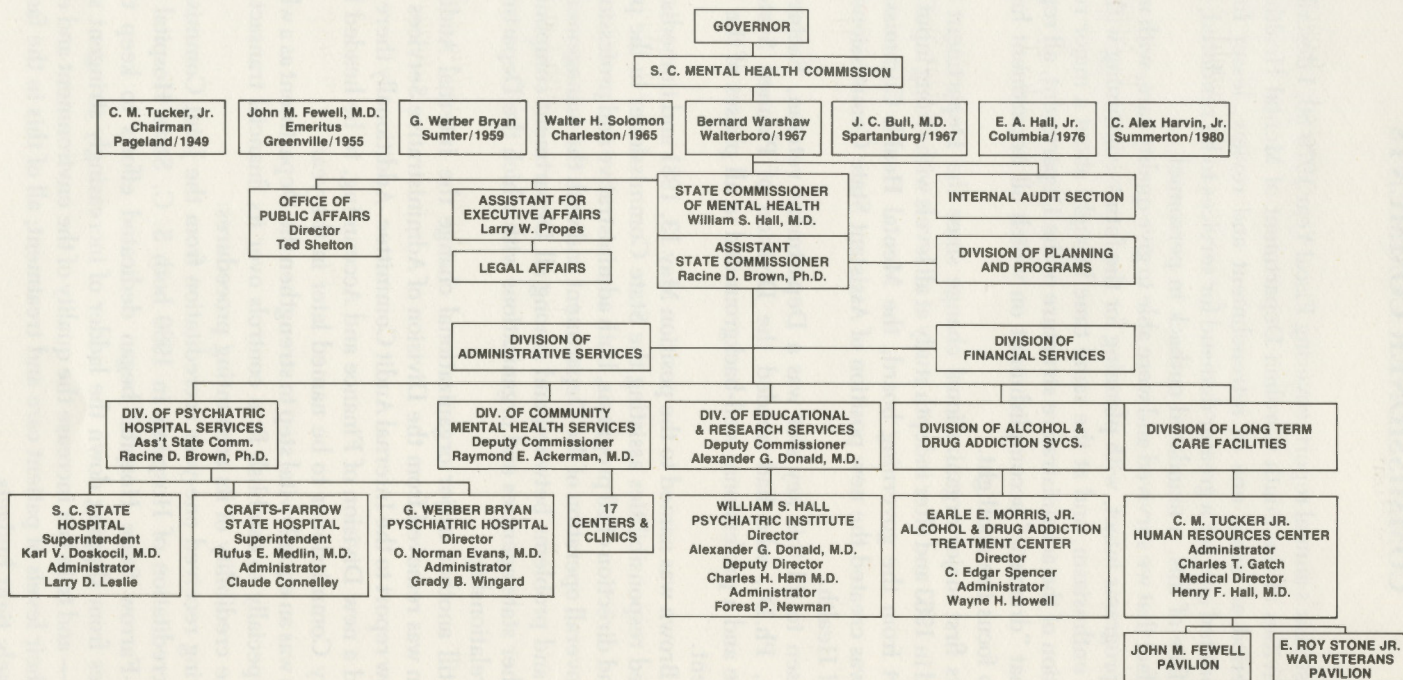 GOVERNOR
S. C. MENTAL HEALTH COMMISSION
C. M. Tucker, Jr.
Chairman
Pageland/1949
John M. Fewell, M.D.
Emeritus
Greenville/1955
G. Werber Bryan
Sumter/1959
Walter H. Solomon
Charleston/1965
Bernard Warshaw
Walterboro/1967
J. C. Bull, M.D.
Spartanburg/1967
E. A. Hall, Jr.
Columbia/1976
C. Alex Harvin, Jr.
Summerton/1980
OFFICE OF
PUBLIC AFFAIRS
Director
Ted Shelton
ASSISTANT FOR
EXECUTIVE AFFAIRS
Larry W. Propes
LEGAL AFFAIRS
STATE COMMISSIONER
OF MENTAL HEALTH
William S. Hall, M.D.
ASSISTANT
STATE COMMISSIONER
Racine D. Brown, Ph.D.
INTERNAL AUDIT SECTION
DIVISION OF PLANNING
AND PROGRAMS
DIVISION OF
ADMINISTRATIVE SERVICES
DIVISION OF
FINANCIAL SERVICES
DIV. OF PSYCHIATRIC
HOSPITAL SERVICES
Ass't State Comm.
Racine D. Brown, Ph.D.
DIV. OF COMMUNITY
MENTAL HEALTH SERVICES
Deputy Commissioner
Raymond E. Ackerman, M.D.
DIV. OF EDUCATIONAL
& RESEARCH SERVICES
Deputy Commissioner
Alexander G. Donald, M.D.
DIVISION OF ALCOHOL &
DRUG ADDICTION SVCS.
DIVISION OF LONG TERM
CARE FACILITIES
S. C. STATE
HOSPITAL
Superintendent
Karl V. Doskocil, M.D.
Administrator
Larry D. Leslie
CRAFTS-FARROW
STATE HOSPITAL
Superintendent
Rufus E. Medlin, M.D.
Administrator
Claude Connelley
G. WERBER BRYAN
PYSCHIATRIC HOSPITAL
Director
O. Norman Evans, M.D.
Administrator
Grady B. Wingard
17
CENTERS &
CLINICS
WILLIAM S. HALL
PSYCHIATRIC INSTITUTE
Director
Alexander G. Donald, M.D.
Deputy Director
Charles H. Ham M.D.
Administrator
Forest P. Newman
EARLE E. MORRIS, JR.
ALCOHOL & DRUG ADDICTION
TREATMENT CENTER
Director
C. Edgar Spencer
Administrator
Wayne H. Howell
C. M. TUCKER JR.
HUMAN RESOURCES CENTER
Administrator
Charles T. Gatch
Medical Director
Henry F. Hall, M.D.
JOHN M. FEWELL
PAVILION
E. ROY STONE JR.
WAR VETERANS
PAVILION